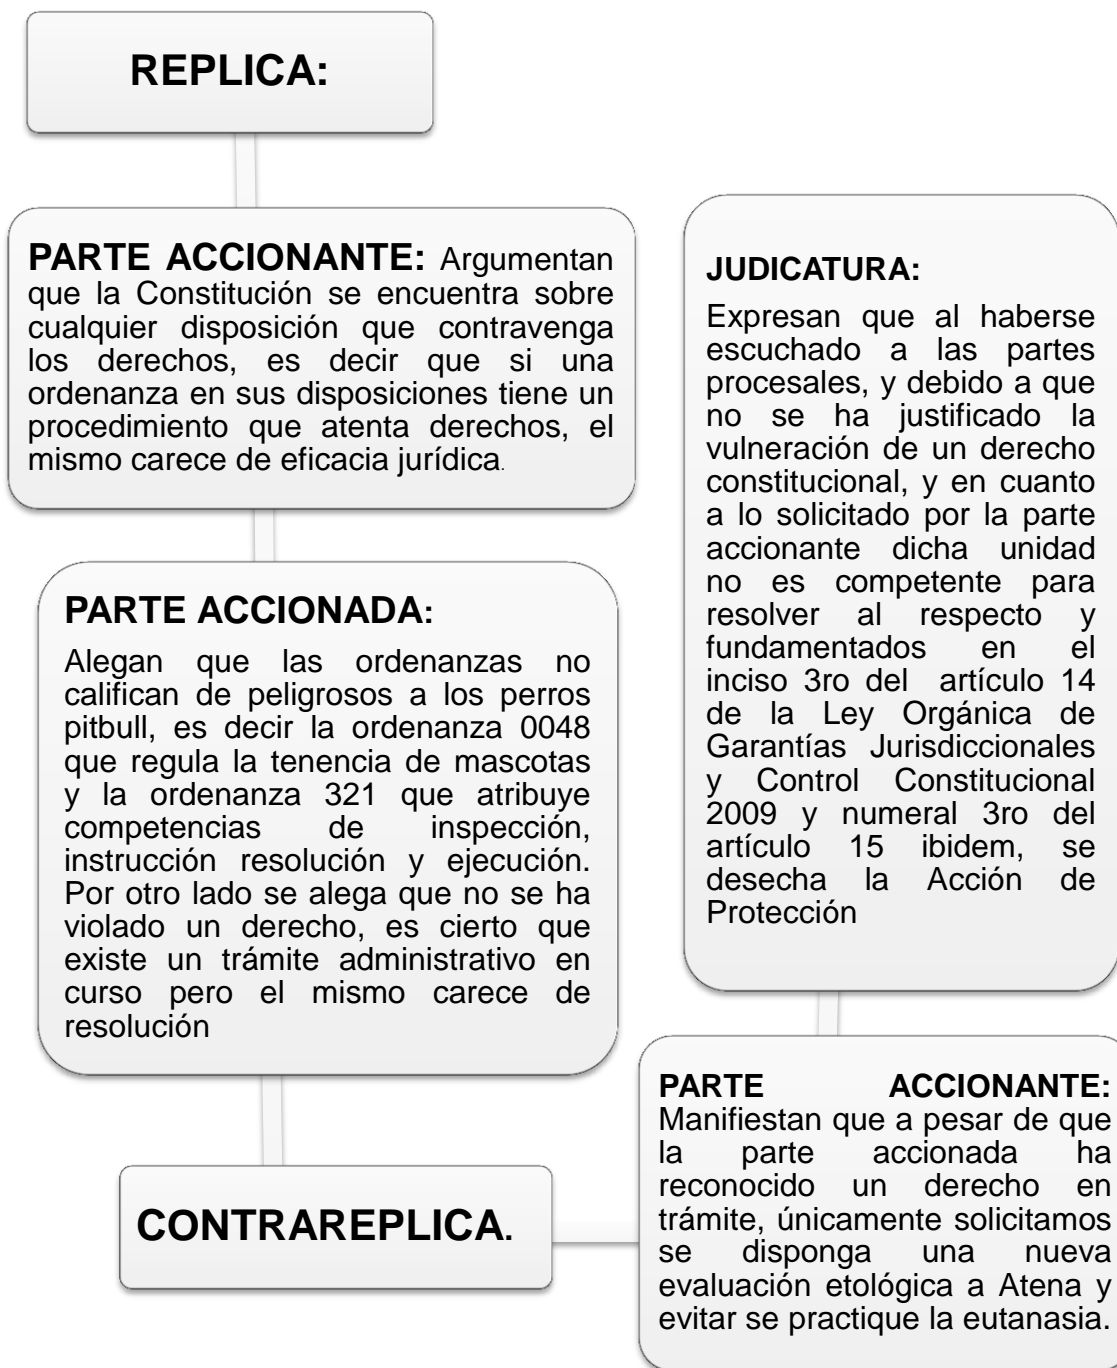 REPLICA:
PARTE ACCIONANTE: Argumentan
que la Constitución se encuentra sobre
cualquier disposición que contravenga
los derechos, es decir que si una
ordenanza en sus disposiciones tiene un
procedimiento que atenta derechos, el
mismo carece de eficacia jurídica.
PARTE ACCIONADA:
Alegan que las ordenanzas no
califican de peligrosos a los perros
pitbull, es decir la ordenanza 0048
que regula la tenencia de mascotas
y la ordenanza 321 que atribuye
competencias de inspección,
instrucción resolución y ejecución.
Por otro lado se alega que no se ha
violado un derecho, es cierto que
existe un trámite administrativo en
curso pero el mismo carece de
resolución
CONTRAREPLICA.
PARTE ACCIONANTE:
Manifiestan que a pesar de que
la parte accionada ha
reconocido un derecho en
trámite, únicamente solicitamos
se disponga una nueva
evaluación etológica a Atena y
evitar se practique la eutanasia.
JUDICATURA:
Expresan que al haberse
escuchado a las partes
procesales, y debido a que
no se ha justificado la
vulneración de un derecho
constitucional, y en cuanto
a lo solicitado por la parte
accionante dicha unidad
no es competente para
resolver al respecto y
fundamentados en el
inciso 3ro del artículo 14
de la Ley Orgánica de
Garantías Jurisdiccionales
y Control Constitucional
2009 y numeral 3ro del
artículo 15 ibidem, se
desecha la Acción de
Protección